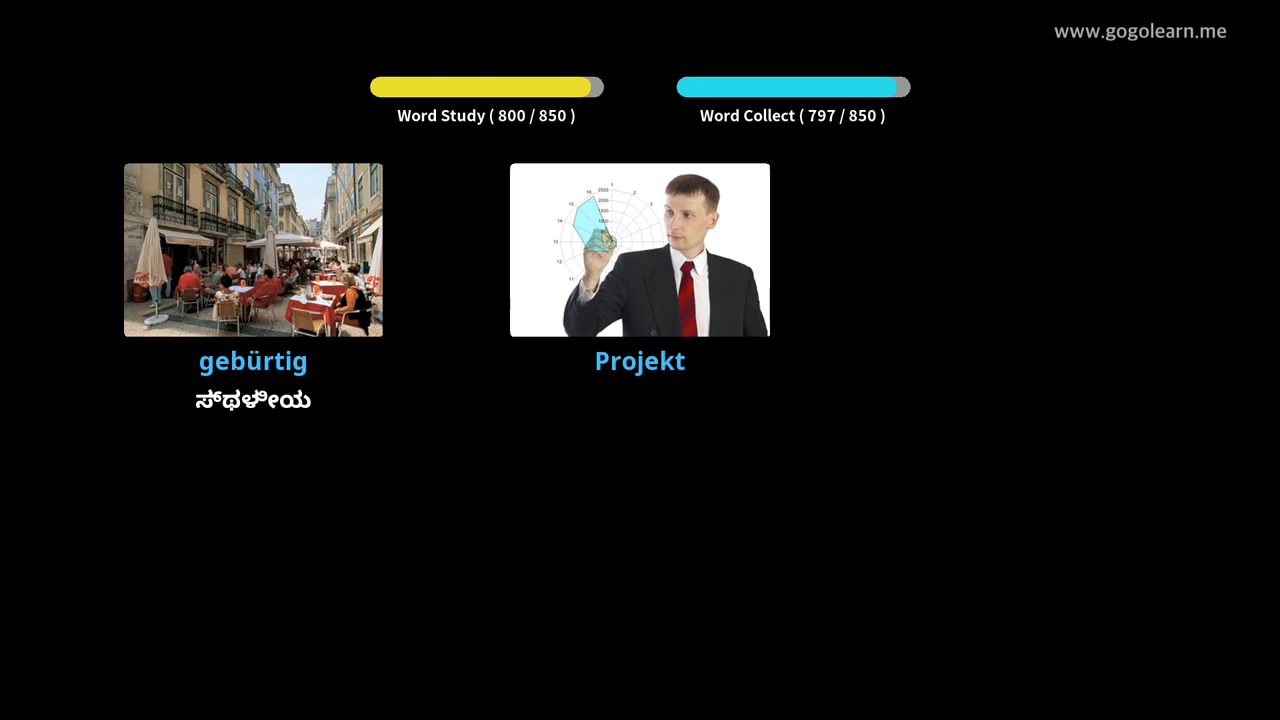 www.gogolearn.me
Word Study ( 800 / 850 )
Word Collect ( 797 / 850 )
gebürtig
Projekt
ಸ್ಥಳೀಯ